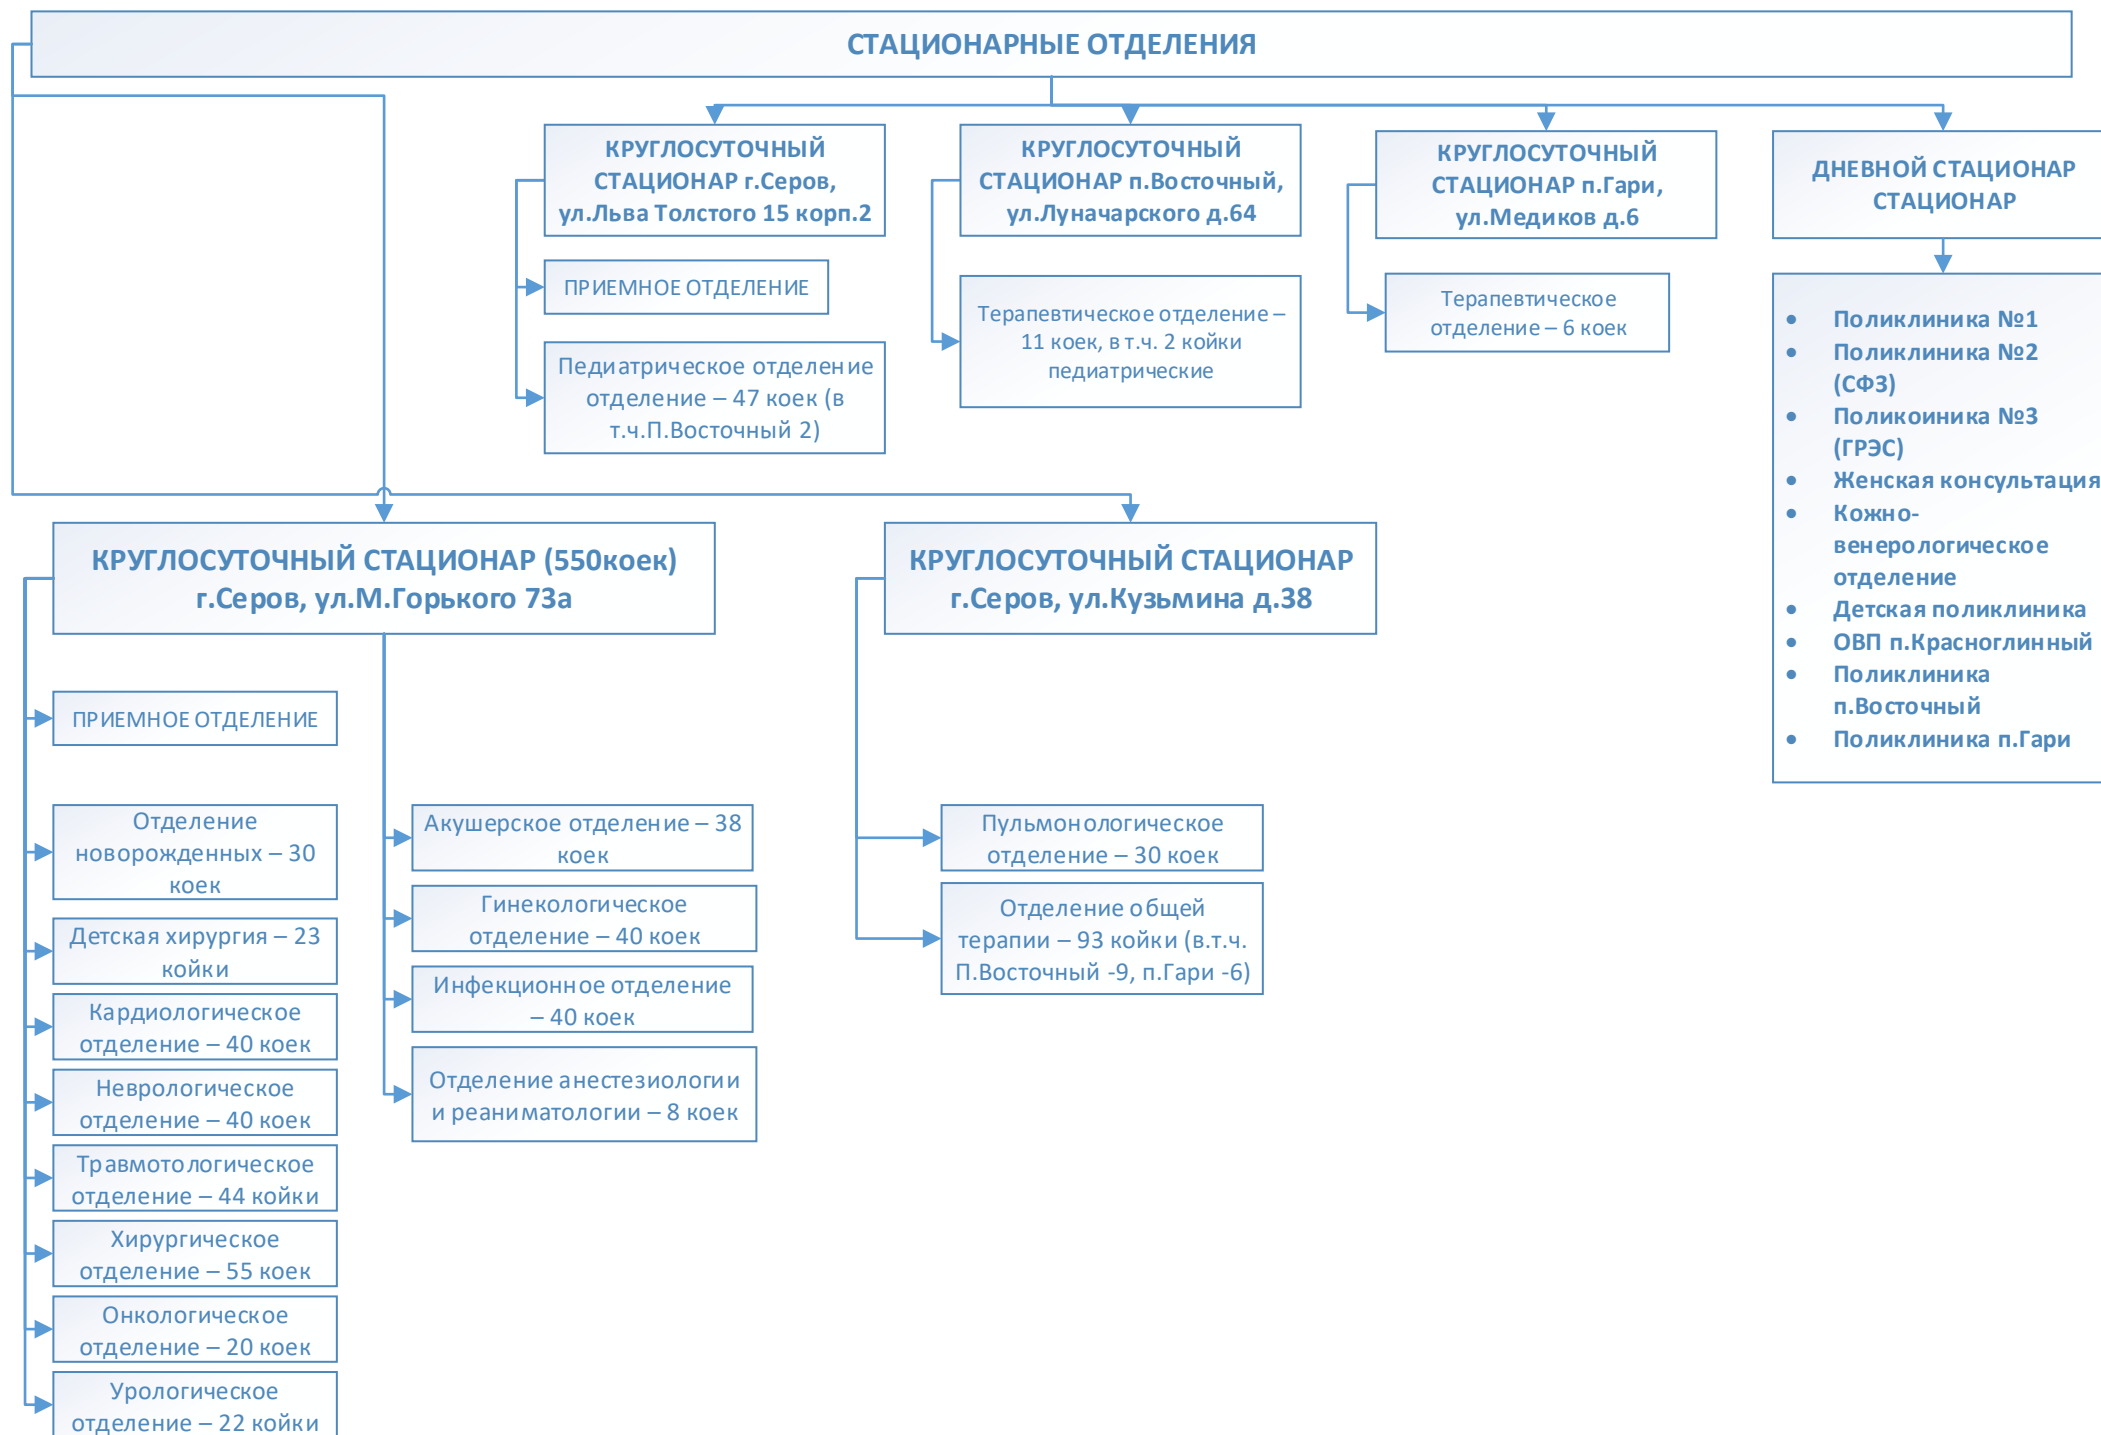 СТАЦИОНАРНЫЕ ОТДЕЛЕНИЯ
КРУГЛОСУТОЧНЫЙ
СТАЦИОНАР г.Серов,
ул.Льва Толстого 15 корп.2
ПРИЕМНОЕ ОТДЕЛЕНИЕ
Педиатрическое отделение
отделение – 47 коек (в
т.ч.П.Восточный 2)
КРУГЛОСУТОЧНЫЙ
СТАЦИОНАР п.Восточный,
ул.Луначарского д.64
Терапевтическое отделение –
11 коек, в т.ч. 2 койки
педиатрические
КРУГЛОСУТОЧНЫЙ
СТАЦИОНАР п.Гари,
ул.Медиков д.6
Терапевтическое
отделение – 6 коек
ДНЕВНОЙ СТАЦИОНАР
СТАЦИОНАР
• Поликлиника №1
• Поликлиника №2
(СФЗ)
• Поликоиника №3
(ГРЭС)
• Женская консультация
• Кожно-
венерологическое
отделение
• Детская поликлиника
• ОВП п.Красноглинный
• Поликлиника
п.Восточный
• Поликлиника п.Гари
КРУГЛОСУТОЧНЫЙ СТАЦИОНАР (550коек)
г.Серов, ул.М.Горького 73а
ПРИЕМНОЕ ОТДЕЛЕНИЕ
Отделение
новорожденных – 30
коек
Детская хирургия – 23
койки
Кардиологическое
отделение – 40 коек
Неврологическое
отделение – 40 коек
Травмотологическое
отделение – 44 койки
Хирургическое
отделение – 55 коек
Онкологическое
отделение – 20 коек
Урологическое
отделение – 22 койки
Акушерское отделение – 38
коек
Гинекологическое
отделение – 40 коек
Инфекционное отделение
– 40 коек
Отделение анестезиологии
и реаниматологии – 8 коек
КРУГЛОСУТОЧНЫЙ СТАЦИОНАР
г.Серов, ул.Кузьмина д.38
Пульмонологическое
отделение – 30 коек
Отделение общей
терапии – 93 койки (в.т.ч.
П.Восточный -9, п.Гари -6)